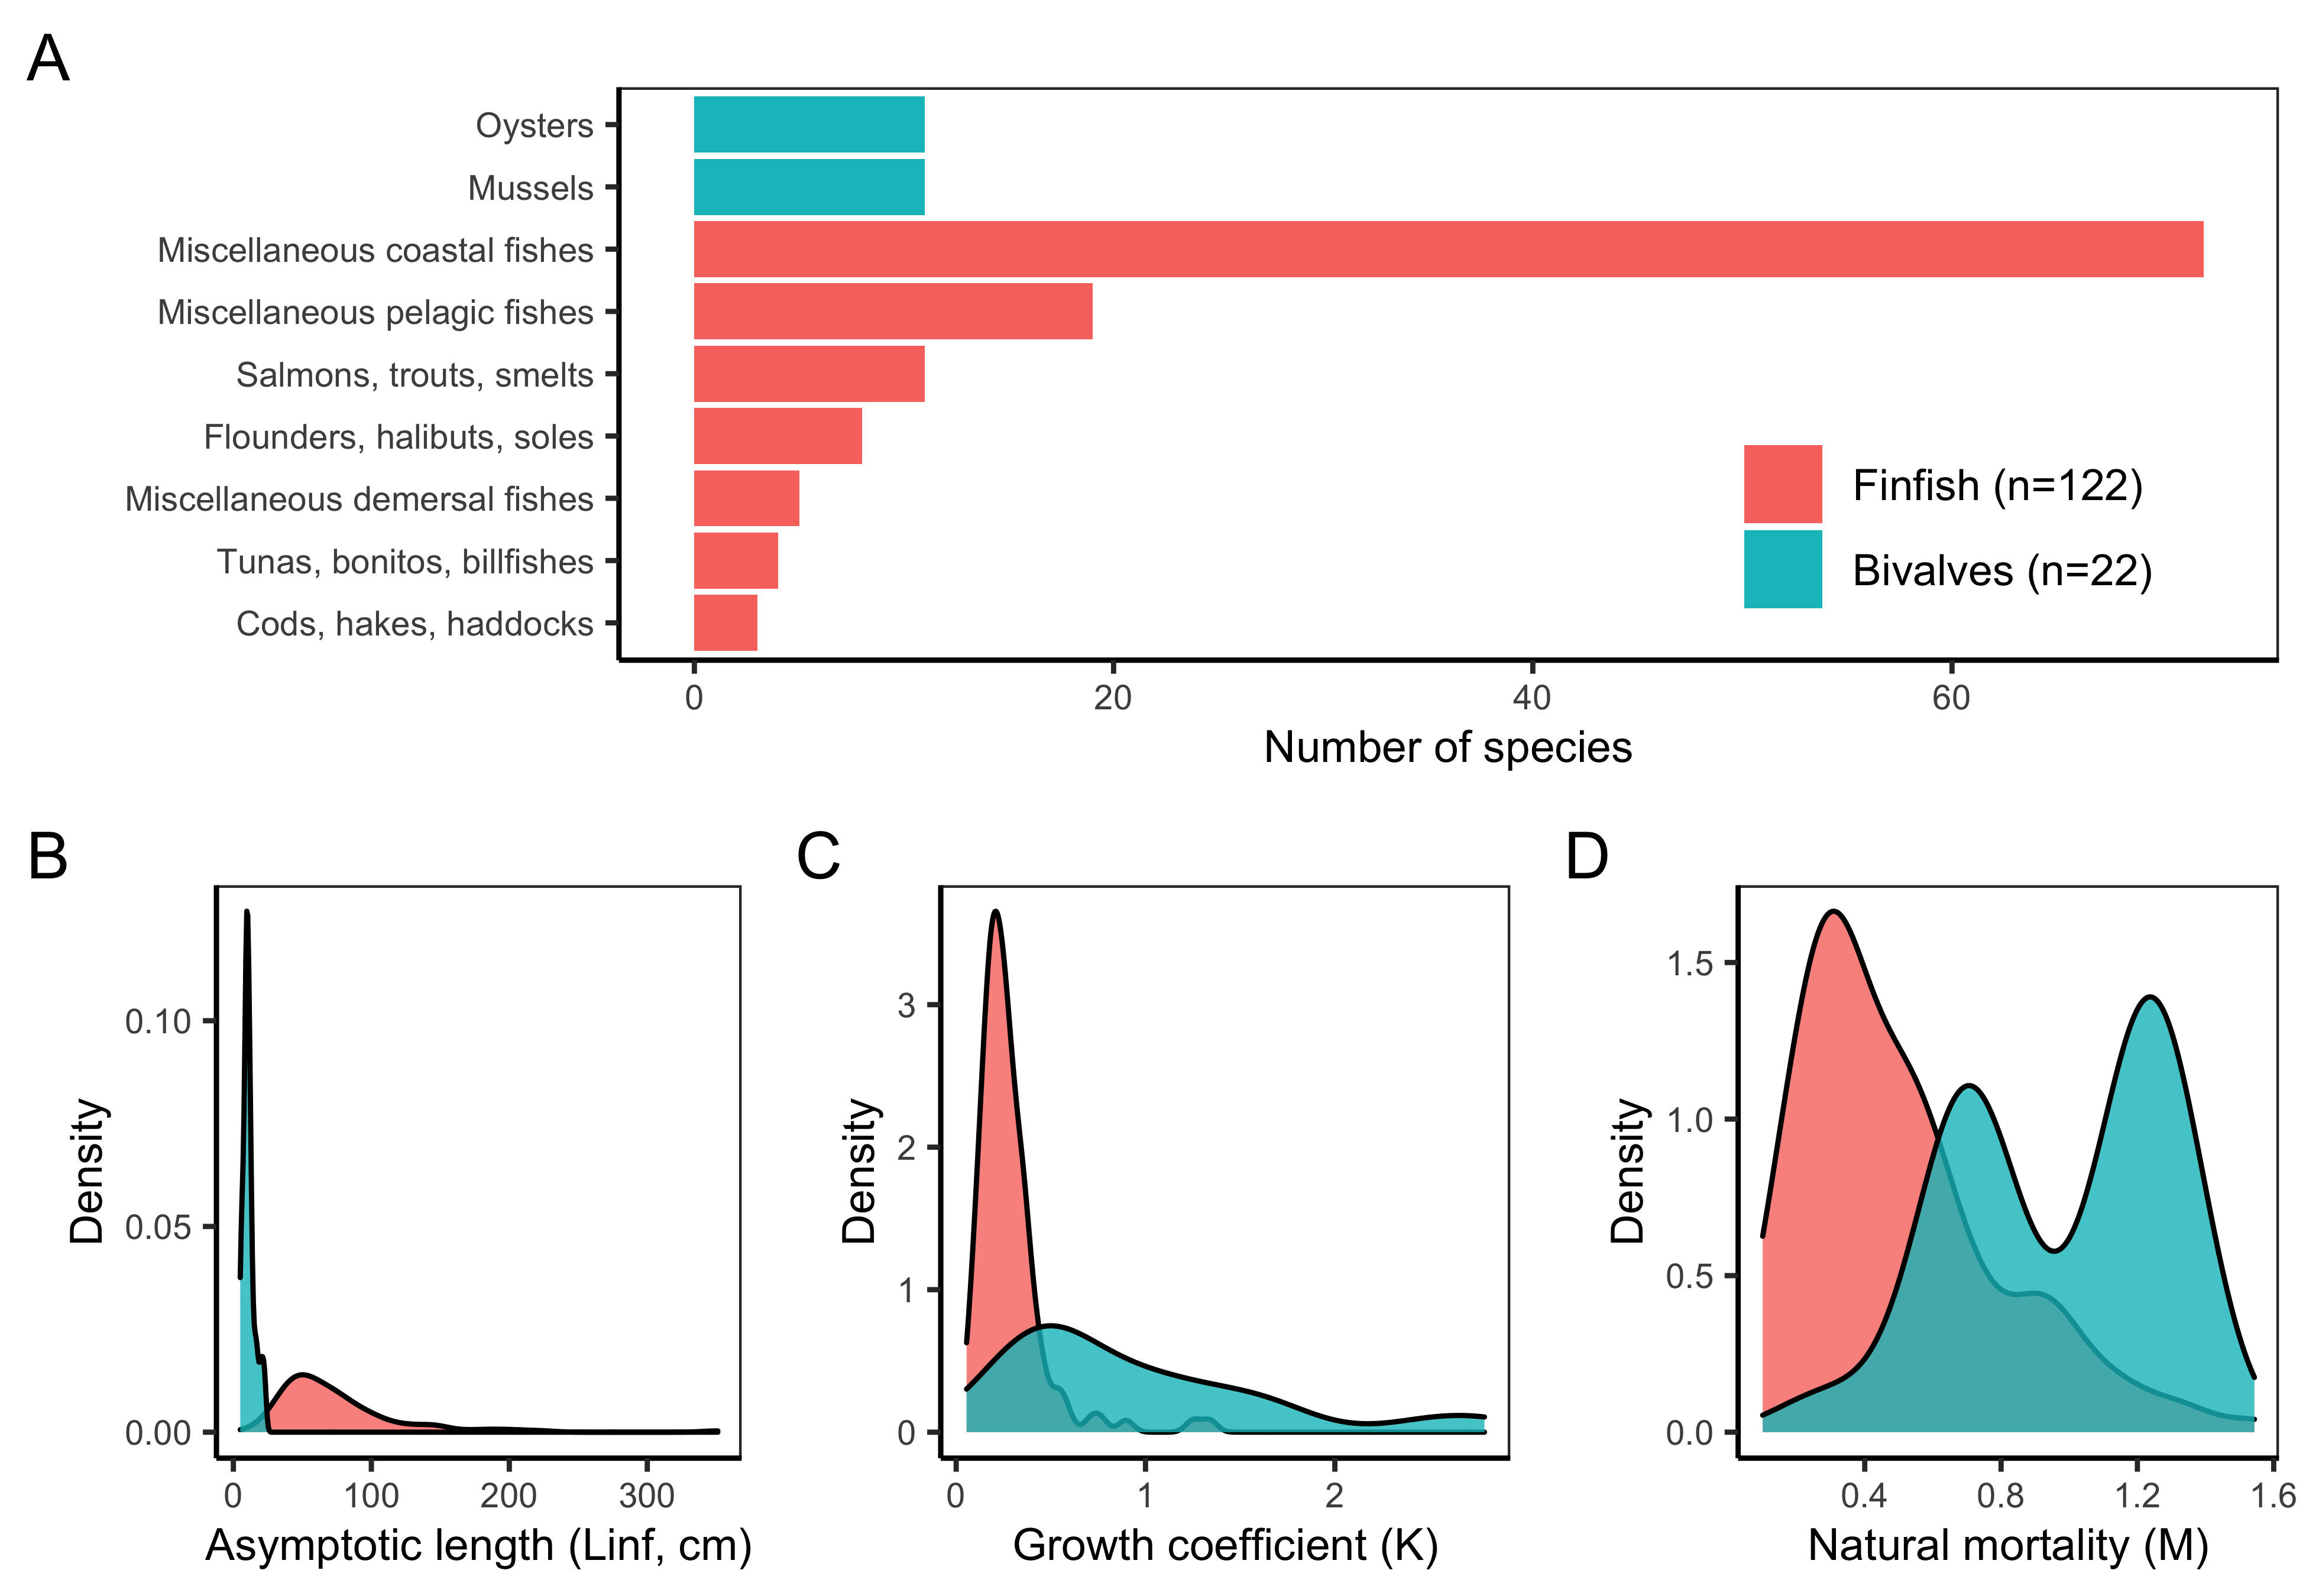 A
Oysters
Mussels
Miscellaneous coastal fishes
Miscellaneous pelagic fishes
Salmons, trouts, smelts
Flounders, halibuts, soles
Miscellaneous demersal fishes
Tunas, bonitos, billfishes
Cods, hakes, haddocks
Finfish (n=122)
Bivalves (n=22)
0 20 40 60
Number of species
B
Density
0.10
0.05
0.00
0 100 200 300
Asymptotic length (Linf, cm)
C
Density
3
2
1
0
0 1 2
Growth coefficient (K)
D
Density
1.5
1.0
0.5
0.0
0.4 0.8 1.2 1.6
Natural mortality (M)